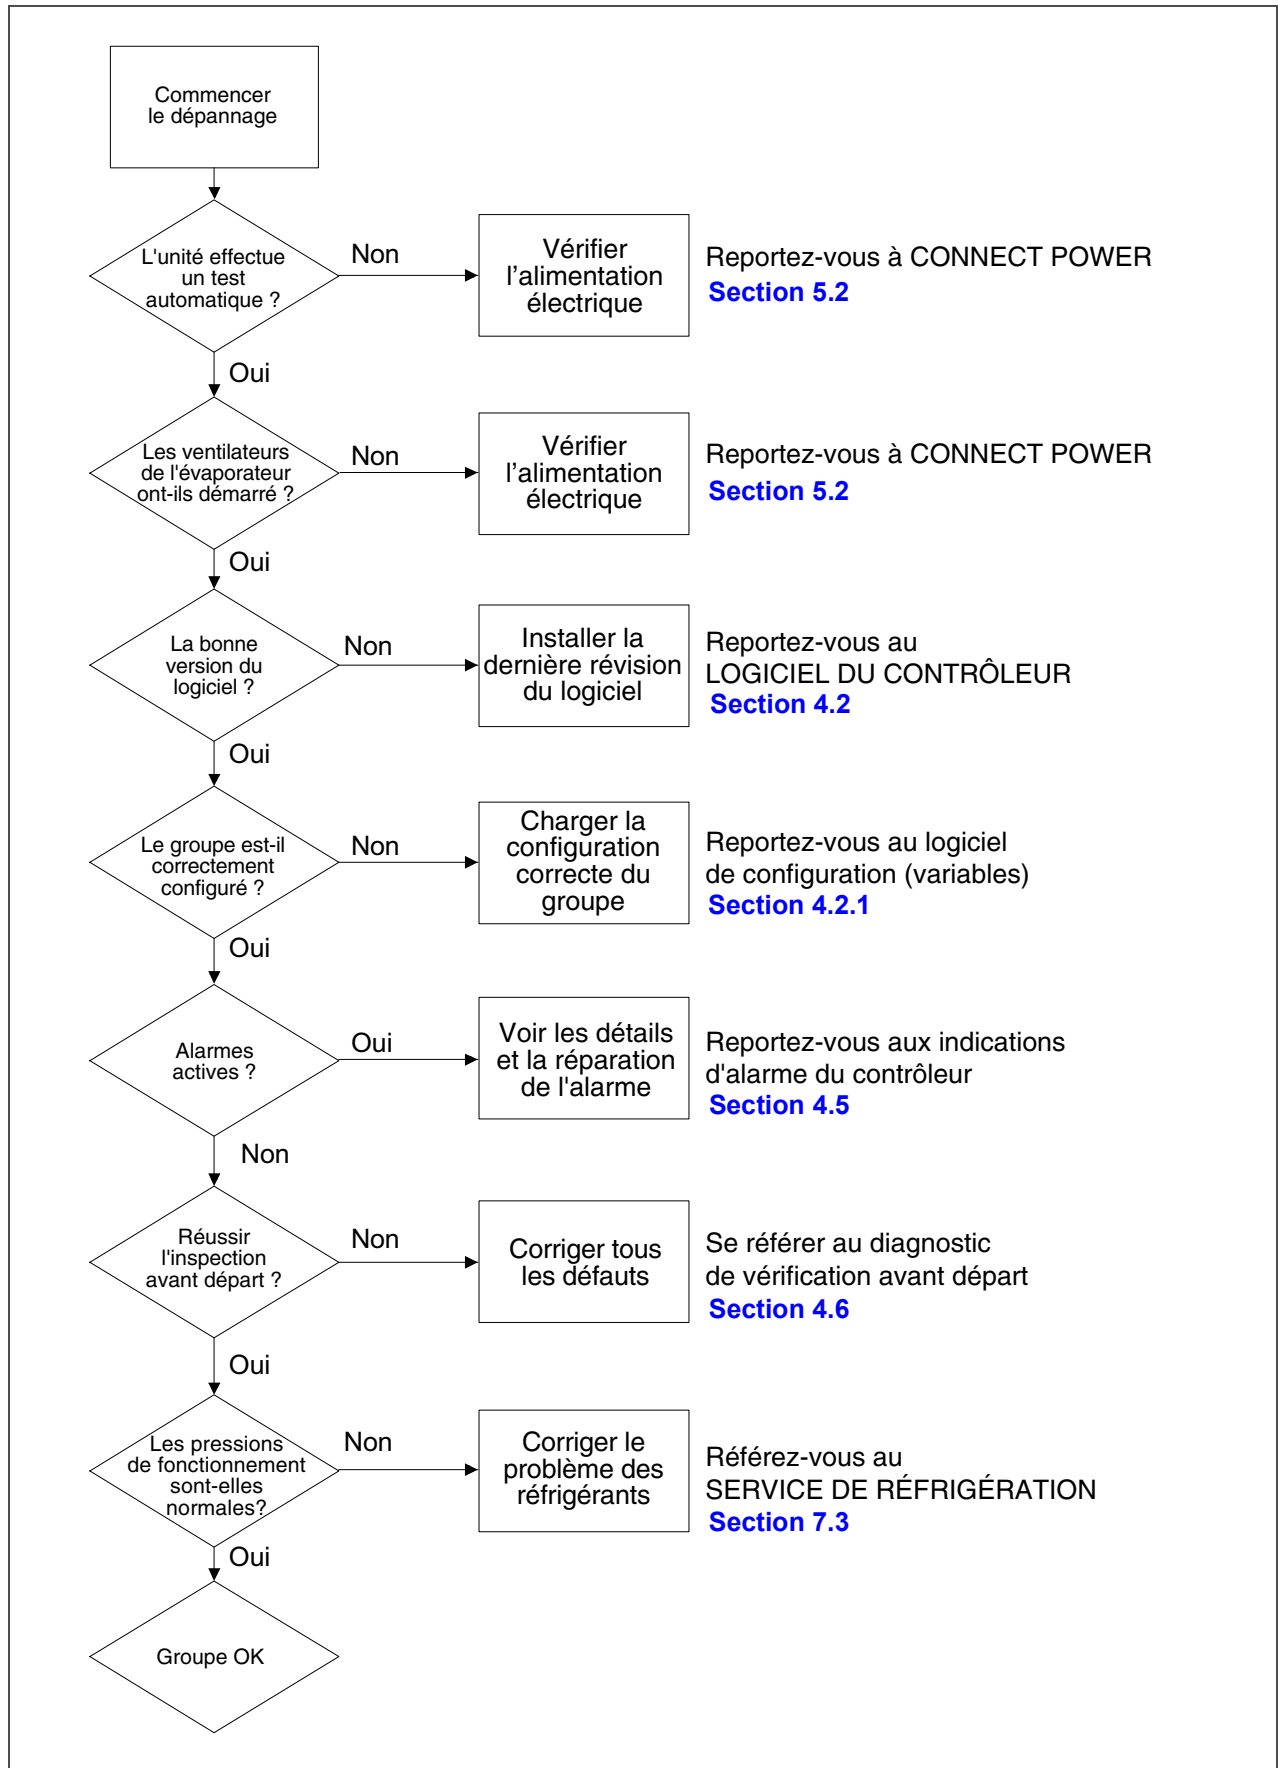 Commencer
le dépannage
L'unité effectue
un test
automatique ?
Non
Vérifier
l'alimentation
électrique
Reportez-vous à CONNECT POWER
Section 5.2
Oui
Les ventilateurs
de l'évaporateur
ont-ils démarré ?
Non
Vérifier
l'alimentation
électrique
Reportez-vous à CONNECT POWER
Section 5.2
Oui
La bonne
version du
logiciel ?
Non
Installer la
dernière révision
du logiciel
Reportez-vous au
LOGICIEL DU CONTRÔLEUR
Section 4.2
Oui
Le groupe est-il
correctement
configuré ?
Non
Charger la
configuration
correcte du
groupe
Reportez-vous au logiciel
de configuration (variables)
Section 4.2.1
Oui
Alarmes
actives ?
Oui
Voir les détails
et la réparation
de l'alarme
Reportez-vous aux indications
d'alarme du contrôleur
Section 4.5
Non
Réussir
l'inspection
avant départ ?
Non
Corriger tous
les défauts
Se référer au diagnostic
de vérification avant départ
Section 4.6
Oui
Les pressions
de fonctionnement
sont-elles
normales?
Non
Corriger le
problème des
réfrigérants
Référez-vous au
SERVICE DE RÉFRIGÉRATION
Section 7.3
Oui
Groupe OK